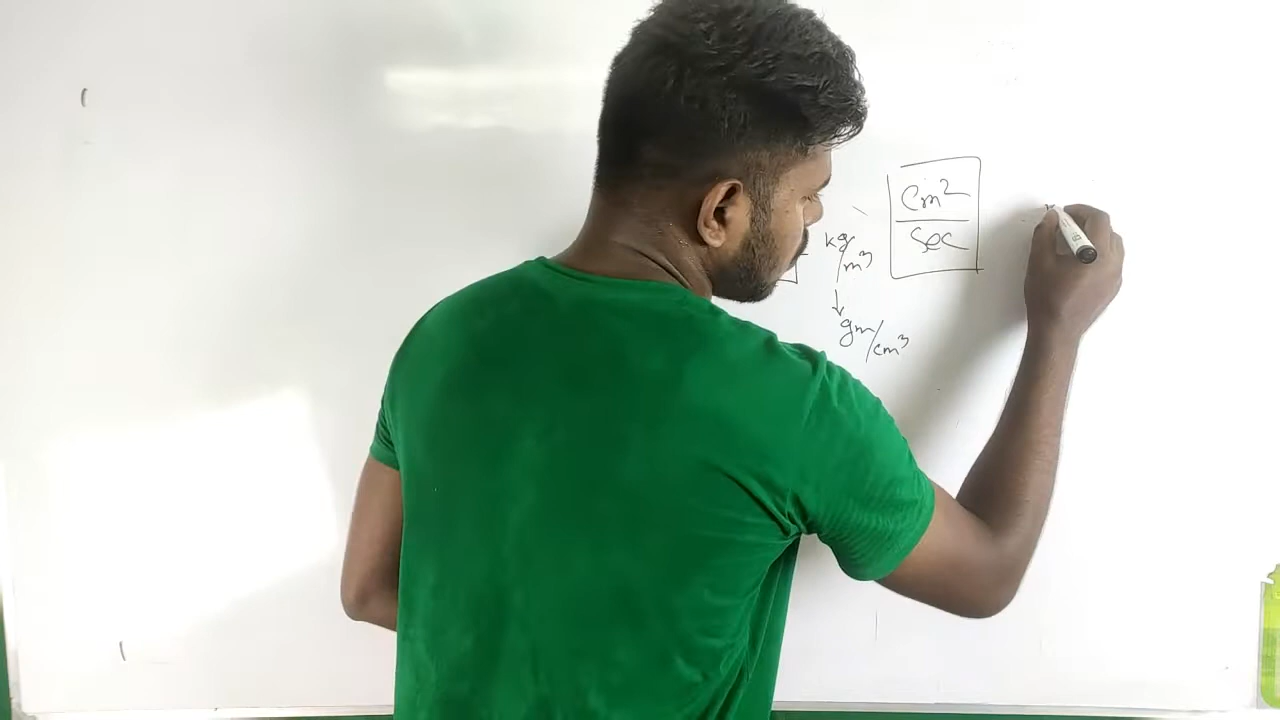 kg/m³
↓
gm/cm³
cm²
sec